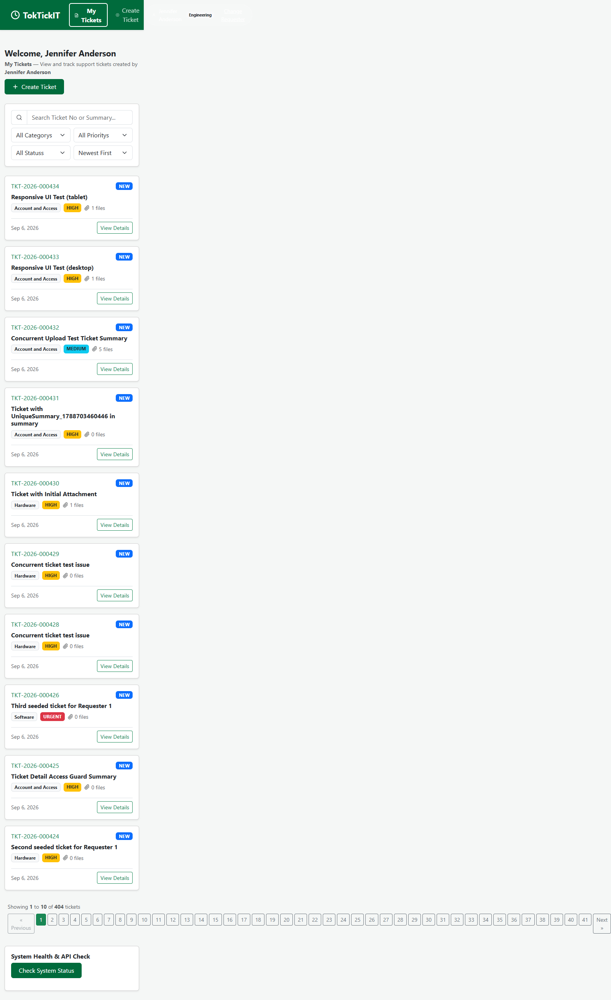 TokTickIT
My
Tickets
Create
Ticket
Jennifer
Anderson
Engineering
Change
Requester
Welcome, Jennifer Anderson
My Tickets — View and track support tickets created by
Jennifer Anderson
Create Ticket
Search Ticket No or Summary...
All Categorys
All Prioritys
All Statuss
Newest First
TKT-2026-000434
NEW
Responsive UI Test (tablet)
Account and Access HIGH 1 files
Sep 6, 2026
View Details
TKT-2026-000433
NEW
Responsive UI Test (desktop)
Account and Access HIGH 1 files
Sep 6, 2026
View Details
TKT-2026-000432
NEW
Concurrent Upload Test Ticket Summary
Account and Access MEDIUM 5 files
Sep 6, 2026
View Details
TKT-2026-000431
NEW
Ticket with
UniqueSummary_1788703460446 in
summary
Account and Access HIGH 0 files
Sep 6, 2026
View Details
TKT-2026-000430
NEW
Ticket with Initial Attachment
Hardware HIGH 1 files
Sep 6, 2026
View Details
TKT-2026-000429
NEW
Concurrent ticket test issue
Hardware HIGH 0 files
Sep 6, 2026
View Details
TKT-2026-000428
NEW
Concurrent ticket test issue
Hardware HIGH 0 files
Sep 6, 2026
View Details
TKT-2026-000426
NEW
Third seeded ticket for Requester 1
Software URGENT 0 files
Sep 6, 2026
View Details
TKT-2026-000425
NEW
Ticket Detail Access Guard Summary
Account and Access HIGH 0 files
Sep 6, 2026
View Details
TKT-2026-000424
NEW
Second seeded ticket for Requester 1
Hardware HIGH 0 files
Sep 6, 2026
View Details
Showing 1 to 10 of 404 tickets
«
Previous
1 2 3 4 5 6 7 8 9 10 11 12 13 14 15 16 17 18 19 20 21 22 23 24 25 26 27 28 29 30 31 32 33 34 35 36 37 38 39 40 41
Next
»
System Health & API Check
Check System Status